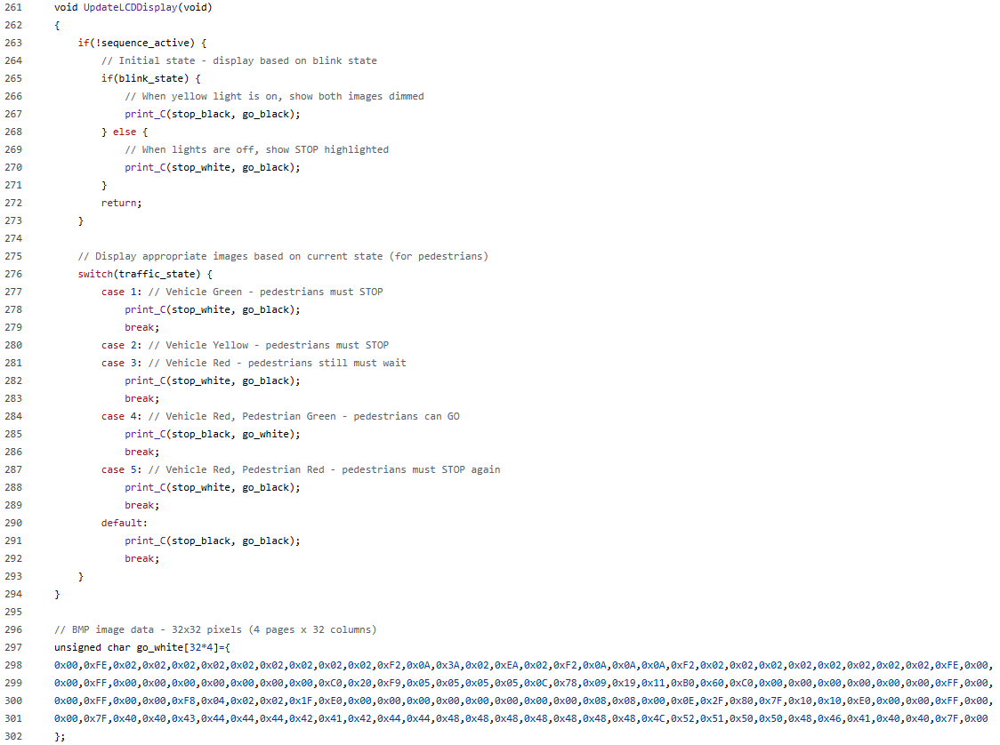 261 void UpdateLCDDisplay(void)
262 {
263 if(!sequence_active) {
264 // Initial state - display based on blink state
265 if(blink_state) {
266 // When yellow light is on, show both images dimmed
267 print_C(stop_black, go_black);
268 } else {
269 // When lights are off, show STOP highlighted
270 print_C(stop_white, go_black);
271 }
272 return;
273 }
274
275 // Display appropriate images based on current state (for pedestrians)
276 switch(traffic_state) {
277 case 1: // Vehicle Green - pedestrians must STOP
278 print_C(stop_white, go_black);
279 break;
280 case 2: // Vehicle Yellow - pedestrians must STOP
281 case 3: // Vehicle Red - pedestrians still must wait
282 print_C(stop_white, go_black);
283 break;
284 case 4: // Vehicle Red, Pedestrian Green - pedestrians can GO
285 print_C(stop_black, go_white);
286 break;
287 case 5: // Vehicle Red, Pedestrian Red - pedestrians must STOP again
288 print_C(stop_white, go_black);
289 break;
290 default:
291 print_C(stop_black, go_black);
292 break;
293 }
294 }
295
296 // BMP image data - 32x32 pixels (4 pages x 32 columns)
297 unsigned char go_white[32*4]={
298 0x00,0xFE,0x02,0x02,0x02,0x02,0x02,0x02,0x02,0x02,0x02,0xF2,0x0A,0x3A,0x02,0xEA,0x02,0xF2,0x0A,0x0A,0x0A,0xF2,0x02,0x02,0x02,0x02,0x02,0x02,0x02,0x02,0xFE,0x00,
299 0x00,0xFF,0x00,0x00,0x00,0x00,0x00,0x00,0x00,0xC0,0x20,0xF9,0x05,0x05,0x05,0x05,0x0C,0x78,0x09,0x19,0x11,0xB0,0x60,0xC0,0x00,0x00,0x00,0x00,0x00,0x00,0xFF,0x00,
300 0x00,0xFF,0x00,0x00,0xF8,0x04,0x02,0x02,0x1F,0xE0,0x00,0x00,0x00,0x00,0x00,0x00,0x00,0x00,0x08,0x08,0x00,0x0E,0x2F,0x80,0x7F,0x10,0x10,0xE0,0x00,0x00,0xFF,0x00,
301 0x00,0x7F,0x40,0x40,0x43,0x44,0x44,0x44,0x42,0x41,0x42,0x44,0x44,0x48,0x48,0x48,0x48,0x48,0x48,0x48,0x4C,0x52,0x51,0x50,0x50,0x48,0x46,0x41,0x40,0x40,0x7F,0x00
302 };